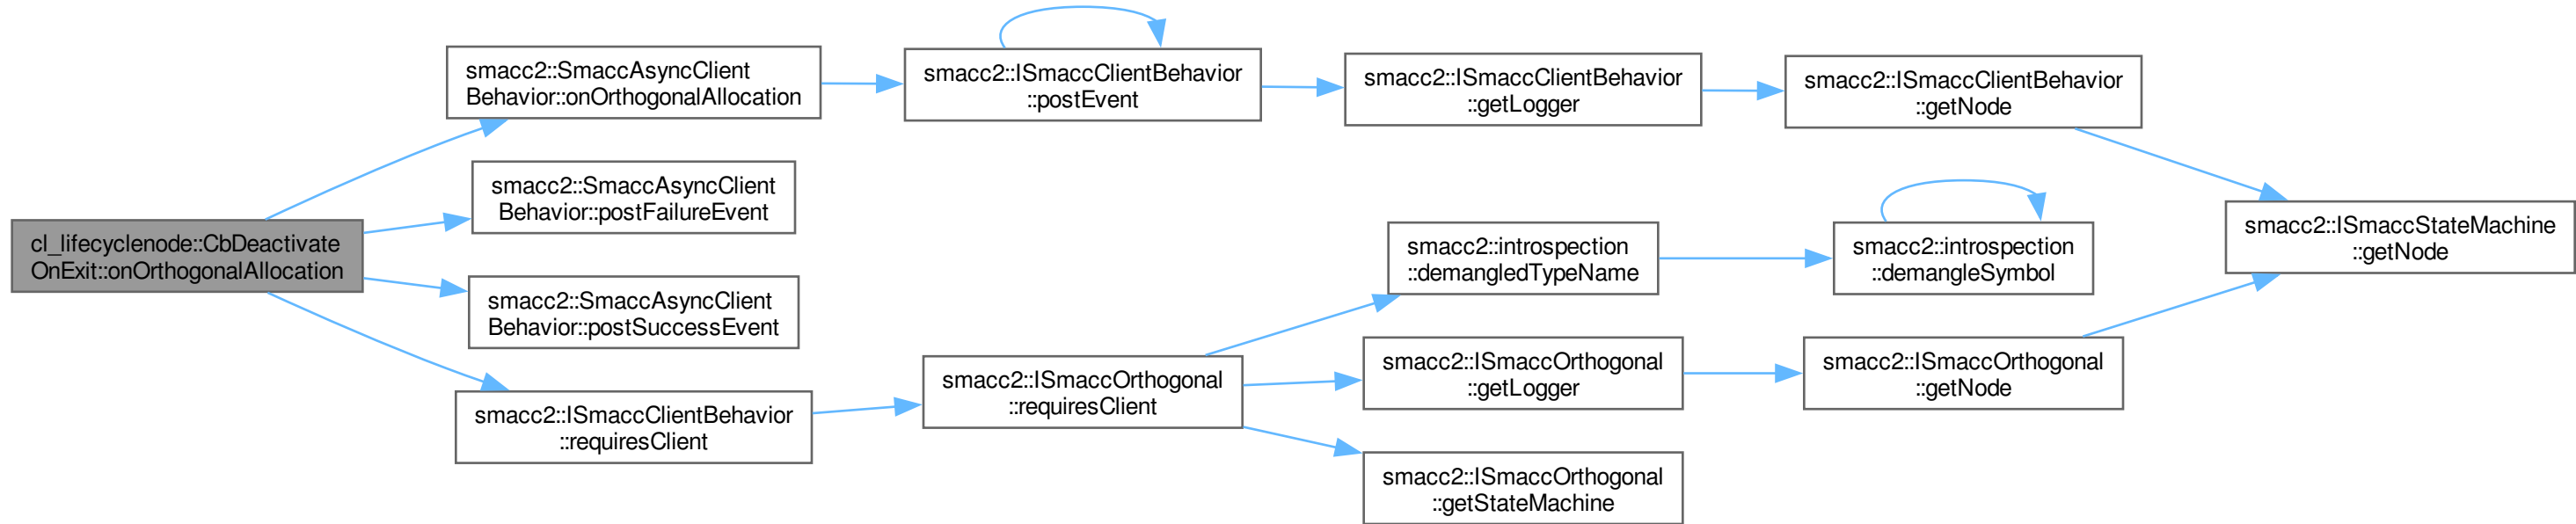 smacc2::SmaccAsyncClient
Behavior::onOrthogonalAllocation
smacc2::ISmaccClientBehavior
::postEvent
smacc2::ISmaccClientBehavior
::getLogger
smacc2::ISmaccClientBehavior
::getNode
smacc2::SmaccAsyncClient
Behavior::postFailureEvent
cl_lifecyclenode::CbDeactivate
OnExit::onOrthogonalAllocation
smacc2::introspection
::demangledTypeName
smacc2::introspection
::demangleSymbol
smacc2::ISmaccStateMachine
::getNode
smacc2::SmaccAsyncClient
Behavior::postSuccessEvent
smacc2::ISmaccClientBehavior
::requiresClient
smacc2::ISmaccOrthogonal
::requiresClient
smacc2::ISmaccOrthogonal
::getLogger
smacc2::ISmaccOrthogonal
::getNode
smacc2::ISmaccOrthogonal
::getStateMachine